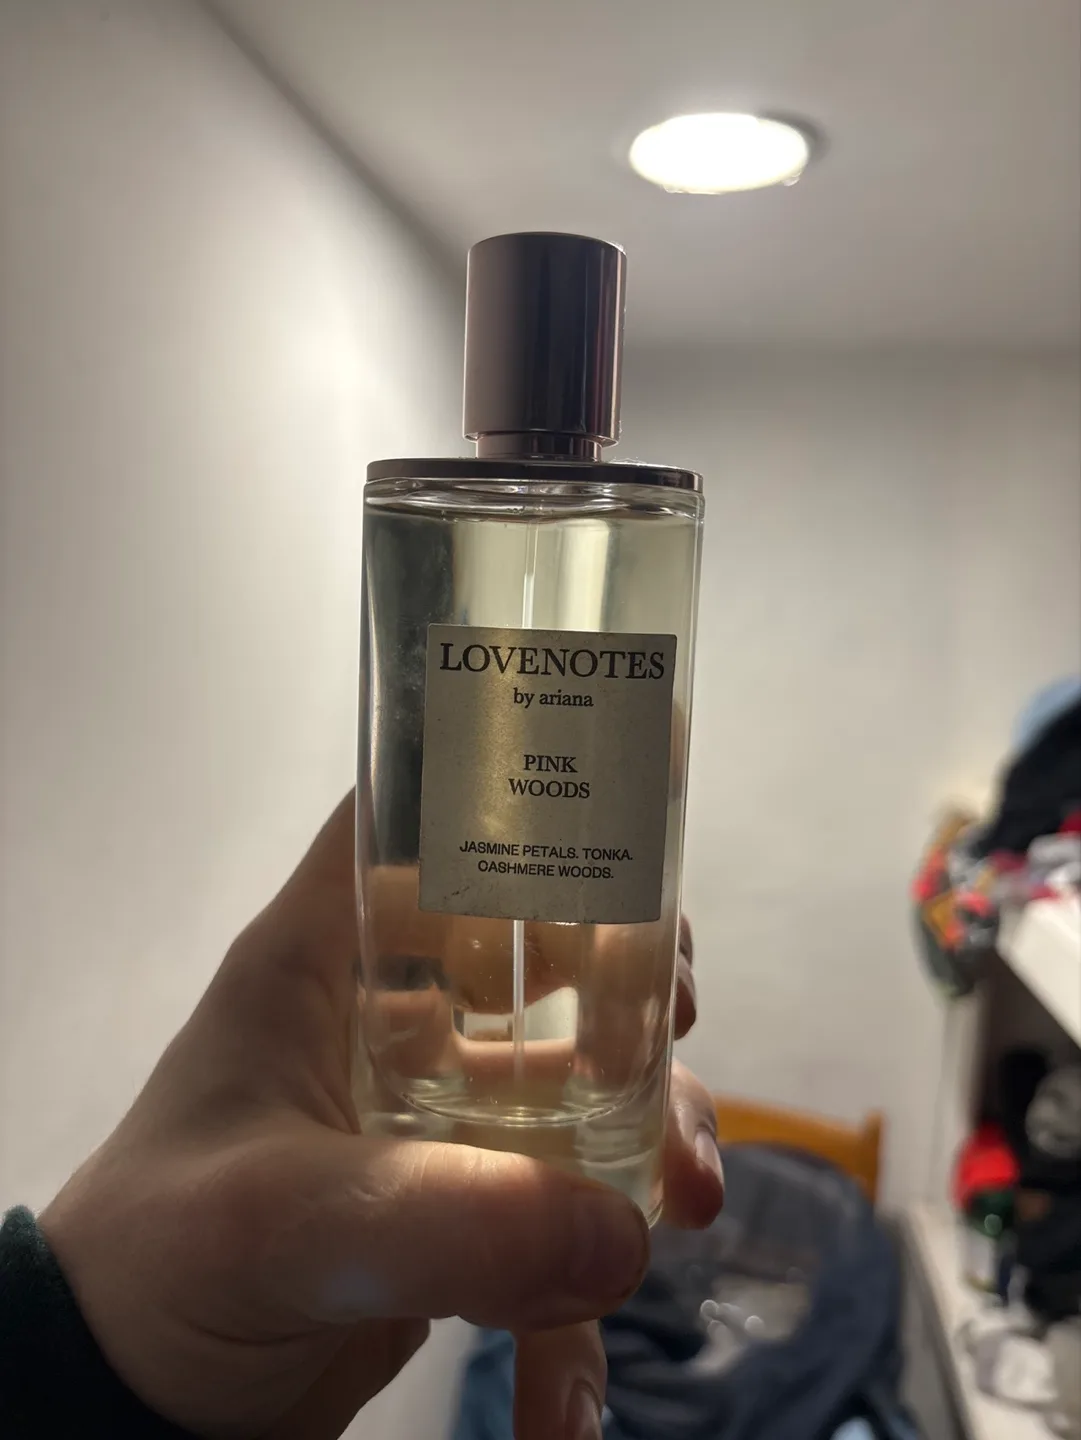 LOVENOTES
by ariana
PINK
WOODS
JASMINE PETALS. TONKA.
CASHMERE WOODS.